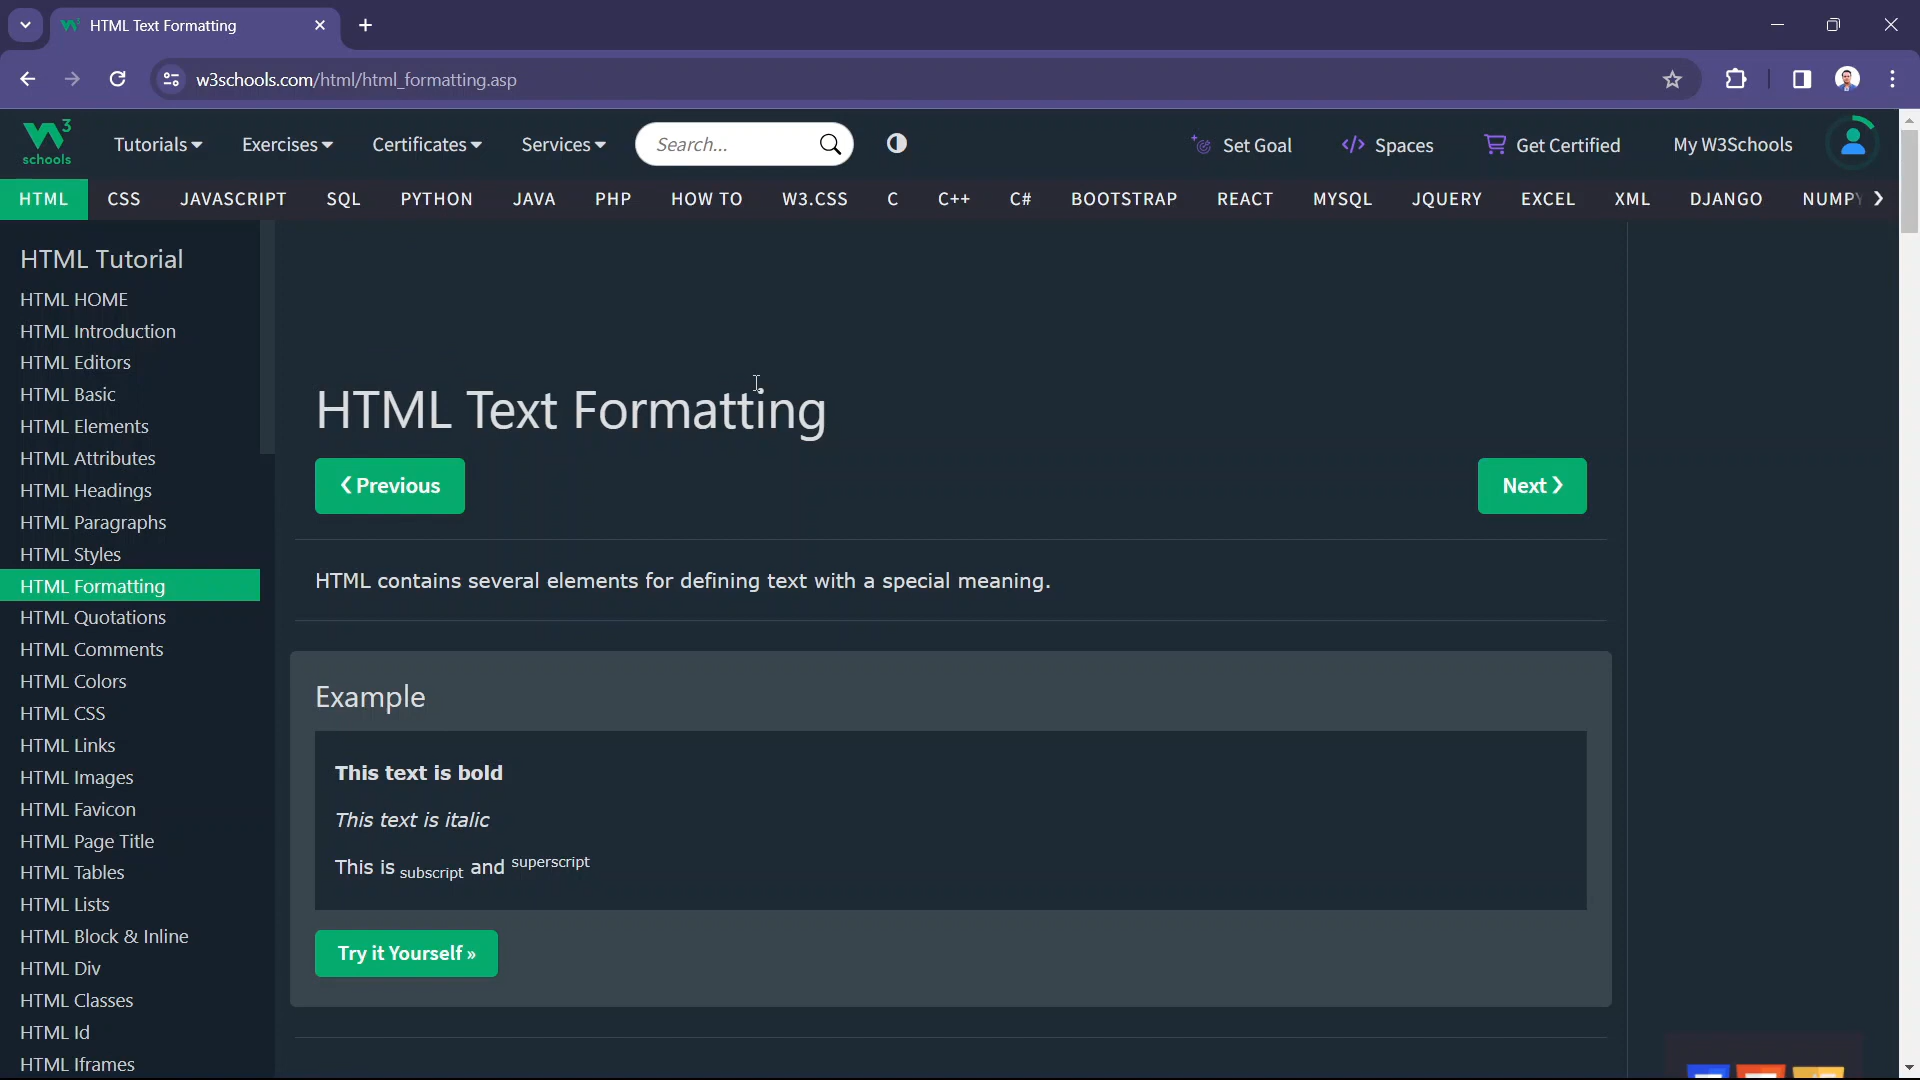 HTML Text Formatting
w3schools.com/html/html_formatting.asp
3
schools
Tutorials
Exercises
Certificates
Services
Search...
Set Goal
Spaces
Get Certified
My W3Schools
HTML CSS JAVASCRIPT SQL PYTHON JAVA PHP HOW TO W3.CSS C C++ C# BOOTSTRAP REACT MYSQL JQUERY EXCEL XML DJANGO NUMPY
HTML Tutorial
HTML HOME
HTML Introduction
HTML Editors
HTML Basic
HTML Elements
HTML Attributes
HTML Headings
HTML Paragraphs
HTML Styles
HTML Formatting
HTML Quotations
HTML Comments
HTML Colors
HTML CSS
HTML Links
HTML Images
HTML Favicon
HTML Page Title
HTML Tables
HTML Lists
HTML Block & Inline
HTML Div
HTML Classes
HTML Id
HTML Iframes
HTML Text Formatting
❮ Previous
Next ❯
HTML contains several elements for defining text with a special meaning.
Example
This text is bold
This text is italic
This is subscript and superscript
Try it Yourself »